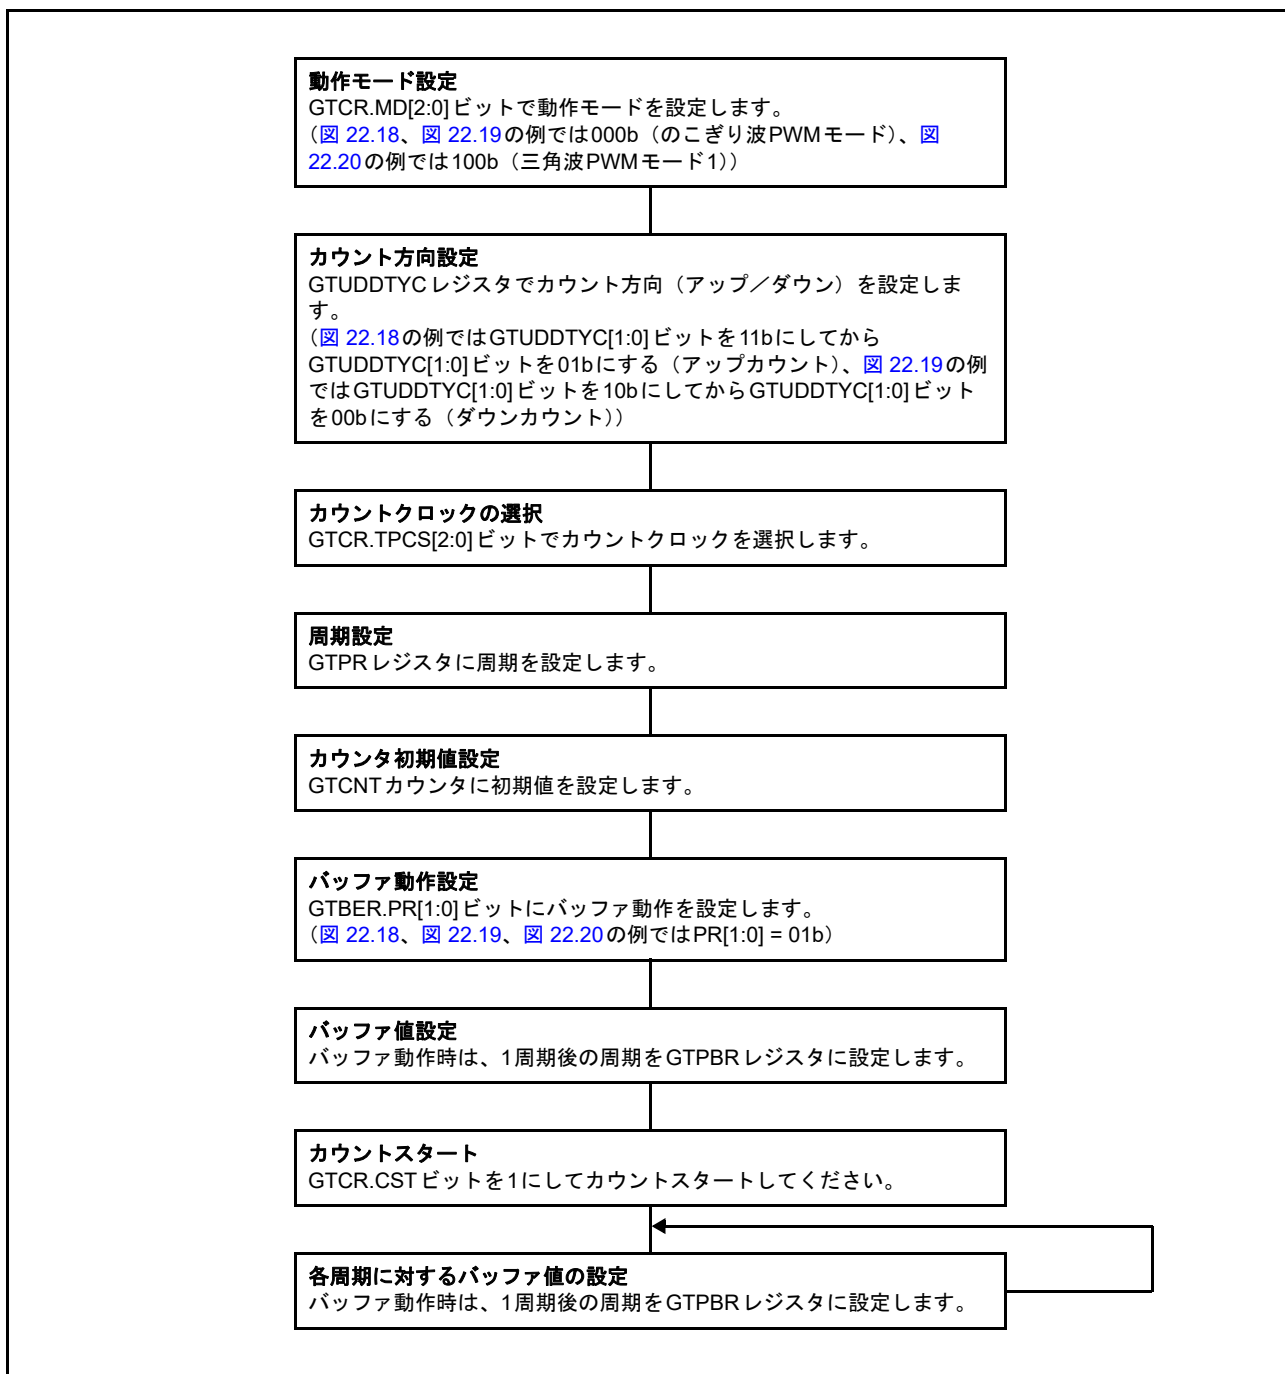 動作モード設定
GTCR.MD[2:0]ビットで動作モードを設定します。
（図 22.18、図 22.19の例では000b（のこぎり波PWMモード）、図
22.20の例では100b（三角波PWMモード1））
カウント方向設定
GTUDDTYCレジスタでカウント方向（アップ／ダウン）を設定しま
す。
（図 22.18の例ではGTUDDTYC[1:0]ビットを11bにしてから
GTUDDTYC[1:0]ビットを01bにする（アップカウント）、図 22.19の例
ではGTUDDTYC[1:0]ビットを10bにしてからGTUDDTYC[1:0]ビット
を00bにする（ダウンカウント））
カウントクロックの選択
GTCR.TPCS[2:0]ビットでカウントクロックを選択します。
周期設定
GTPRレジスタに周期を設定します。
カウンタ初期値設定
GTCNTカウンタに初期値を設定します。
バッファ動作設定
GTBER.PR[1:0]ビットにバッファ動作を設定します。
（図 22.18、図 22.19、図 22.20の例ではPR[1:0] = 01b）
バッファ値設定
バッファ動作時は、1周期後の周期をGTPBRレジスタに設定します。
カウントスタート
GTCR.CSTビットを1にしてカウントスタートしてください。
各周期に対するバッファ値の設定
バッファ動作時は、1周期後の周期をGTPBRレジスタに設定します。